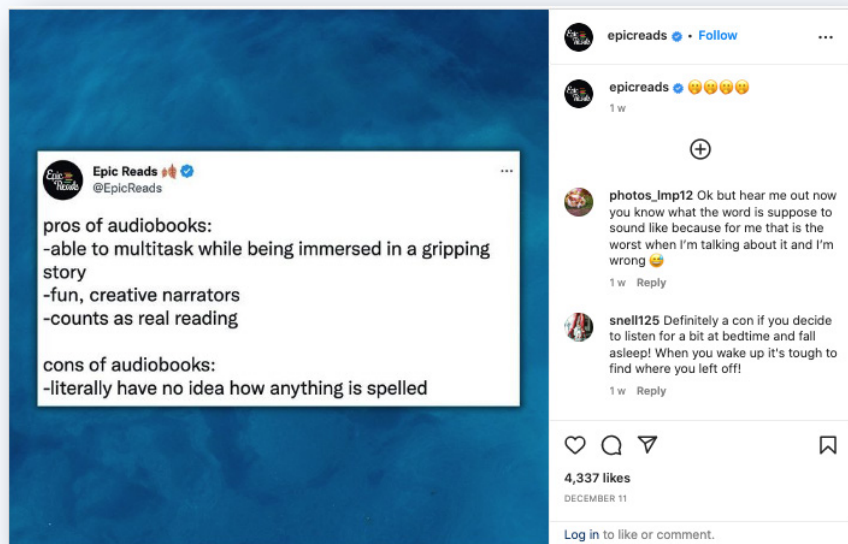 Epic Reads
@EpicReads
pros of audiobooks:
-able to multitask while being immersed in a gripping
story
-fun, creative narrators
-counts as real reading
cons of audiobooks:
-literally have no idea how anything is spelled
epicreads • Follow
epicreads
1 w
photos_lmp12 Ok but hear me out now
you know what the word is suppose to
sound like because for me that is the
worst when I'm talking about it and I'm
wrong 😅
1 w Reply
snell125 Definitely a con if you decide
to listen for a bit at bedtime and fall
asleep! When you wake up it's tough to
find where you left off!
1 w Reply
4,337 likes
DECEMBER 11
Log in to like or comment.